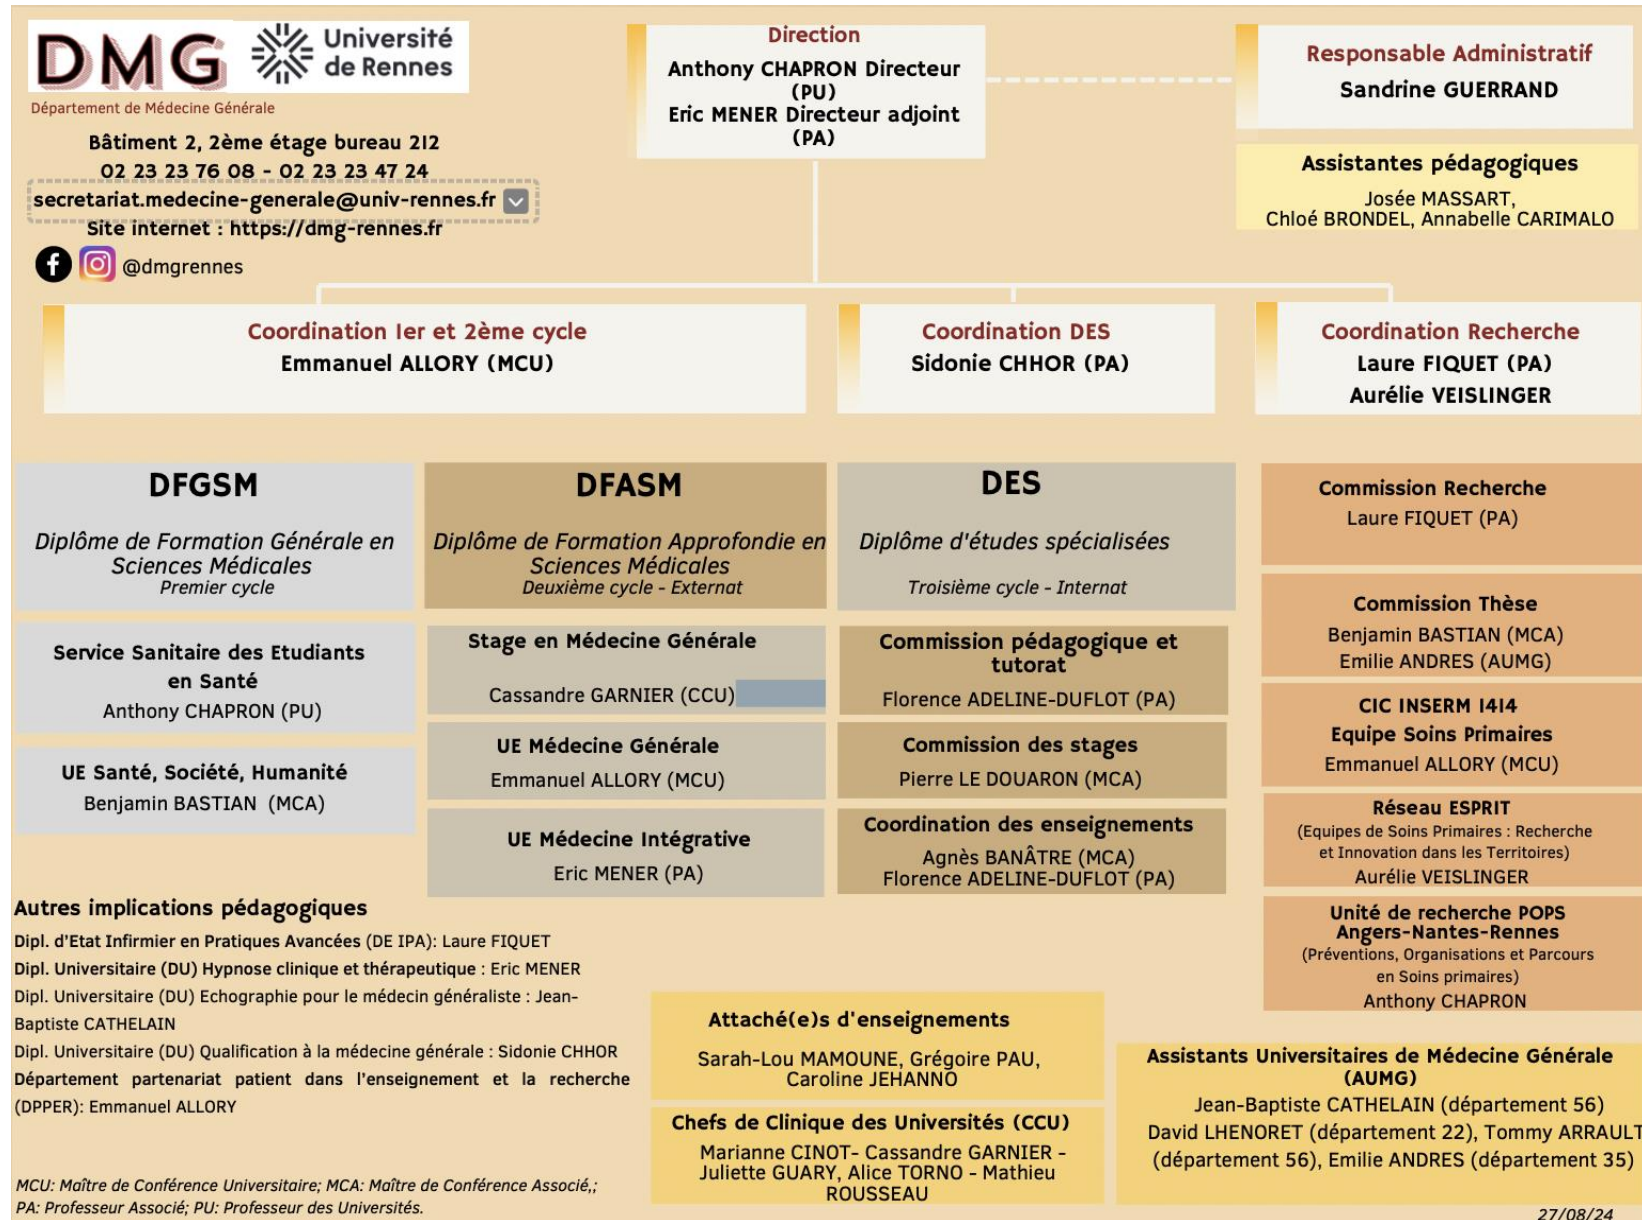 DMG
Université
de Rennes
Département de Médecine Générale
Bâtiment 2, 2ème étage bureau 212
02 23 23 76 08 - 02 23 23 47 24
secretariat.medecine-generale@univ-rennes.fr
Site internet : https://dmg-rennes.fr
@dmgrennes
Direction
Anthony CHAPRON Directeur
(PU)
Eric MENER Directeur adjoint
(PA)
Responsable Administratif
Sandrine GUERRAND
Assistantes pédagogiques
Josée MASSART,
Chloé BRONDEL, Annabelle CARIMALO
Coordination 1er et 2ème cycle
Emmanuel ALLORY (MCU)
Coordination DES
Sidonie CHHOR (PA)
Coordination Recherche
Laure FIQUET (PA)
Aurélie VEISLINGER
DFGSM
Diplôme de Formation Générale en
Sciences Médicales
Premier cycle
Service Sanitaire des Etudiants
en Santé
Anthony CHAPRON (PU)
UE Santé, Société, Humanité
Benjamin BASTIAN (MCA)
DFASM
Diplôme de Formation Approfondie en
Sciences Médicales
Deuxième cycle - Externat
Stage en Médecine Générale
Cassandre GARNIER (CCU)
UE Médecine Générale
Emmanuel ALLORY (MCU)
UE Médecine Intégrative
Eric MENER (PA)
DES
Diplôme d'études spécialisées
Troisième cycle - Internat
Commission pédagogique et
tutorat
Florence ADELINE-DUFLOT (PA)
Commission des stages
Pierre LE DOUARON (MCA)
Coordination des enseignements
Agnès BANÂTRE (MCA)
Florence ADELINE-DUFLOT (PA)
Commission Recherche
Laure FIQUET (PA)
Commission Thèse
Benjamin BASTIAN (MCA)
Emilie ANDRES (AUMG)
CIC INSERM 1414
Equipe Soins Primaires
Emmanuel ALLORY (MCU)
Réseau ESPRIT
(Equipes de Soins Primaires : Recherche
et Innovation dans les Territoires)
Aurélie VEISLINGER
Unité de recherche POPS
Angers-Nantes-Rennes
(Préventions, Organisations et Parcours
en Soins primaires)
Anthony CHAPRON
Autres implications pédagogiques
Dipl. d'Etat Infirmier en Pratiques Avancées (DE IPA): Laure FIQUET
Dipl. Universitaire (DU) Hypnose clinique et thérapeutique : Eric MENER
Dipl. Universitaire (DU) Echographie pour le médecin généraliste : Jean-
Baptiste CATHELAIN
Dipl. Universitaire (DU) Qualification à la médecine générale : Sidonie CHHOR
Département partenariat patient dans l'enseignement et la recherche
(DPPER): Emmanuel ALLORY
Attaché(e)s d'enseignements
Sarah-Lou MAMOUNE, Grégoire PAU,
Caroline JEHANNO
Chefs de Clinique des Universités (CCU)
Marianne CINOT- Cassandre GARNIER -
Juliette GUARY, Alice TORNO - Mathieu
ROUSSEAU
Assistants Universitaires de Médecine Générale
(AUMG)
Jean-Baptiste CATHELAIN (département 56)
David LHENORET (département 22), Tommy ARRAULT
(département 56), Emilie ANDRES (département 35)
MCU: Maître de Conférence Universitaire; MCA: Maître de Conférence Associé,;
PA: Professeur Associé; PU: Professeur des Universités.
27/08/24